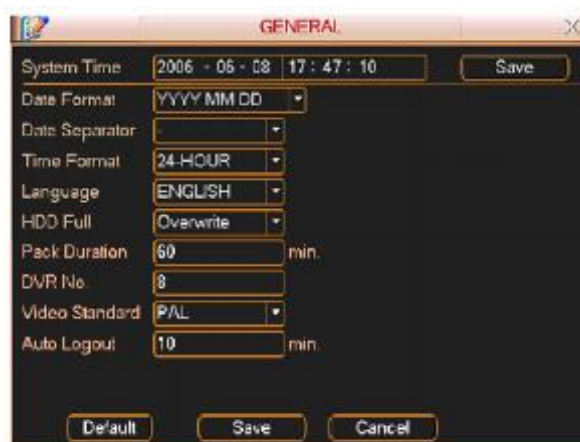 GENERAL
System Time 2006 - 06 - 08 17 : 47 : 10 Save
Date Format YYYY MM DD
Date Separator -
Time Format 24-HOUR
Language ENGLISH
HDD Full Overwrite
Pack Duration 60 min.
DVR No. 8
Video Standard PAL
Auto Logout 10 min.
Default Save Cancel